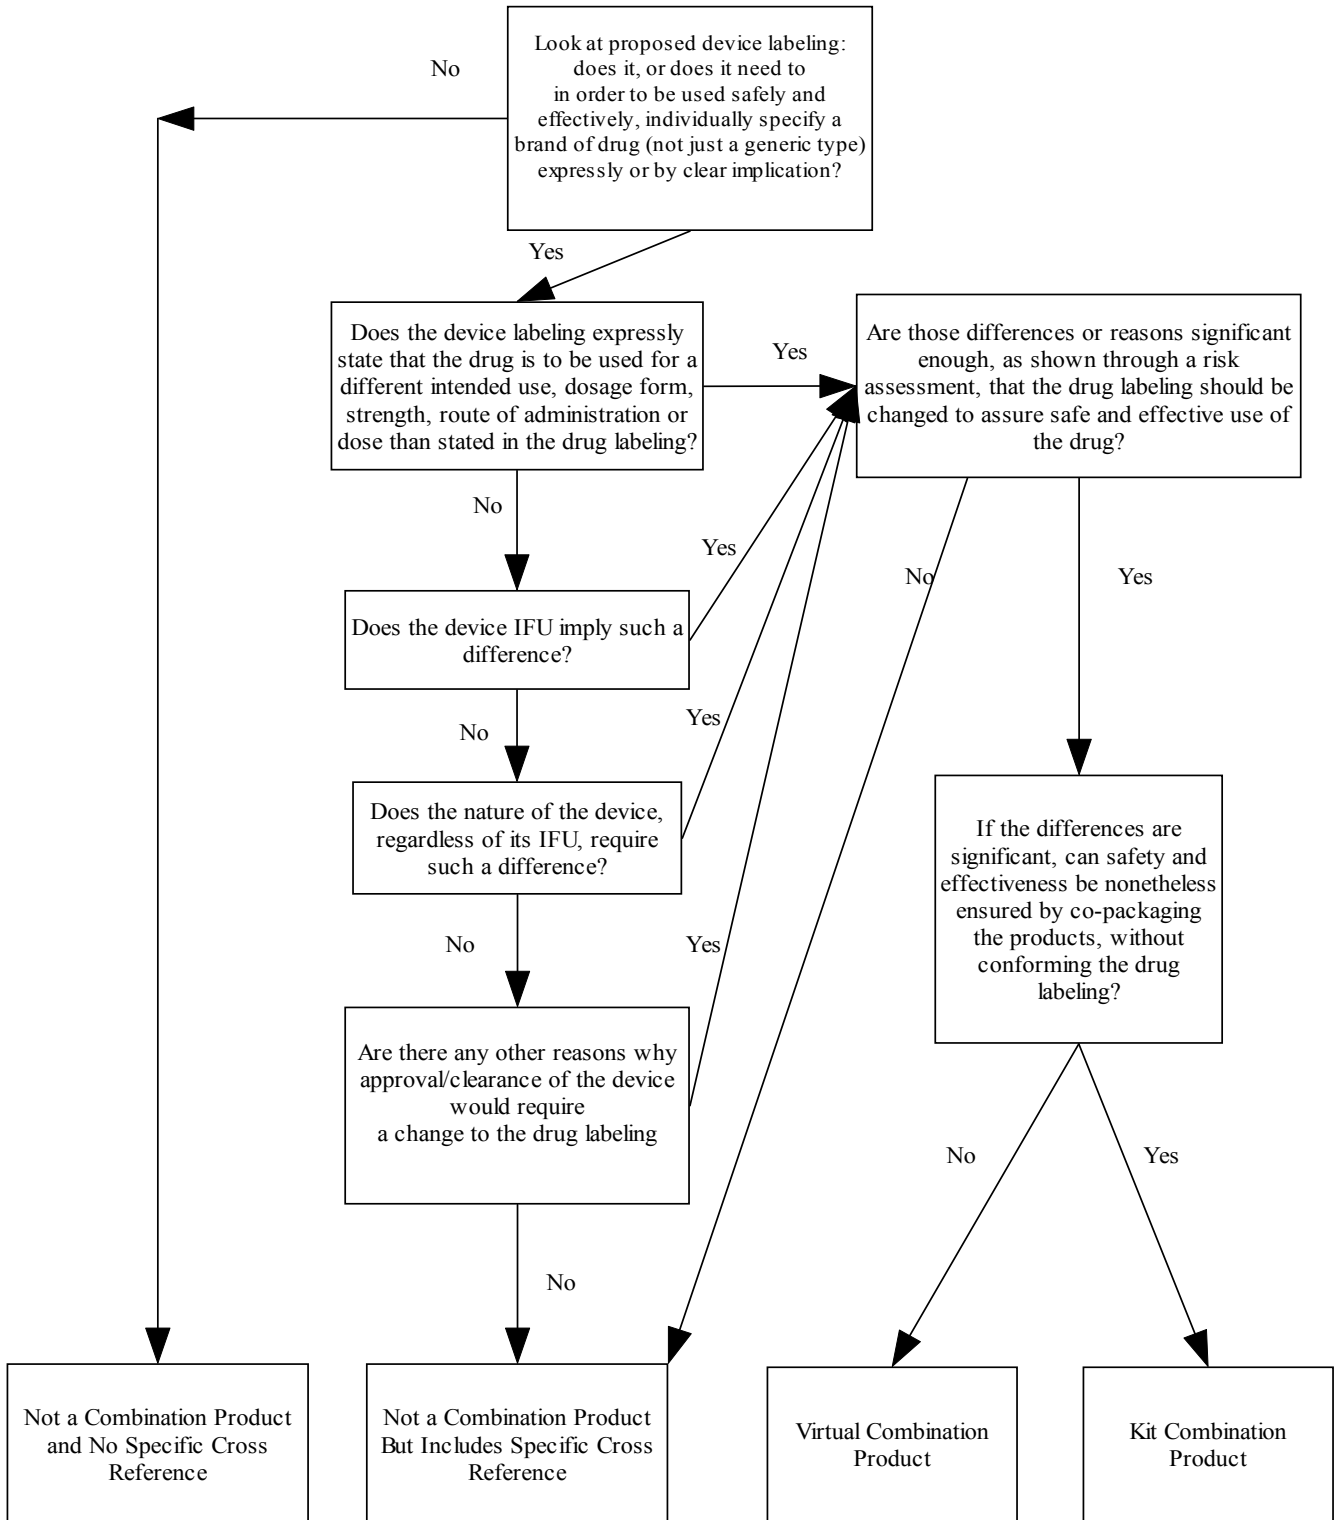 Look at proposed device labeling:
does it, or does it need to
in order to be used safely and
effectively, individually specify a
brand of drug (not just a generic type)
expressly or by clear implication?
No
Yes
Does the device labeling expressly
state that the drug is to be used for a
different intended use, dosage form,
strength, route of administration or
dose than stated in the drug labeling?
Yes
Are those differences or reasons significant
enough, as shown through a risk
assessment, that the drug labeling should be
changed to assure safe and effective use of
the drug?
No
Yes
No
Yes
Does the device IFU imply such a
difference?
No
Yes
Does the nature of the device,
regardless of its IFU, require
such a difference?
If the differences are
significant, can safety and
effectiveness be nonetheless
ensured by co-packaging
the products, without
conforming the drug
labeling?
No
Yes
Are there any other reasons why
approval/clearance of the device
would require
a change to the drug labeling
No
Yes
No
Not a Combination Product
and No Specific Cross
Reference
Not a Combination Product
But Includes Specific Cross
Reference
Virtual Combination
Product
Kit Combination
Product